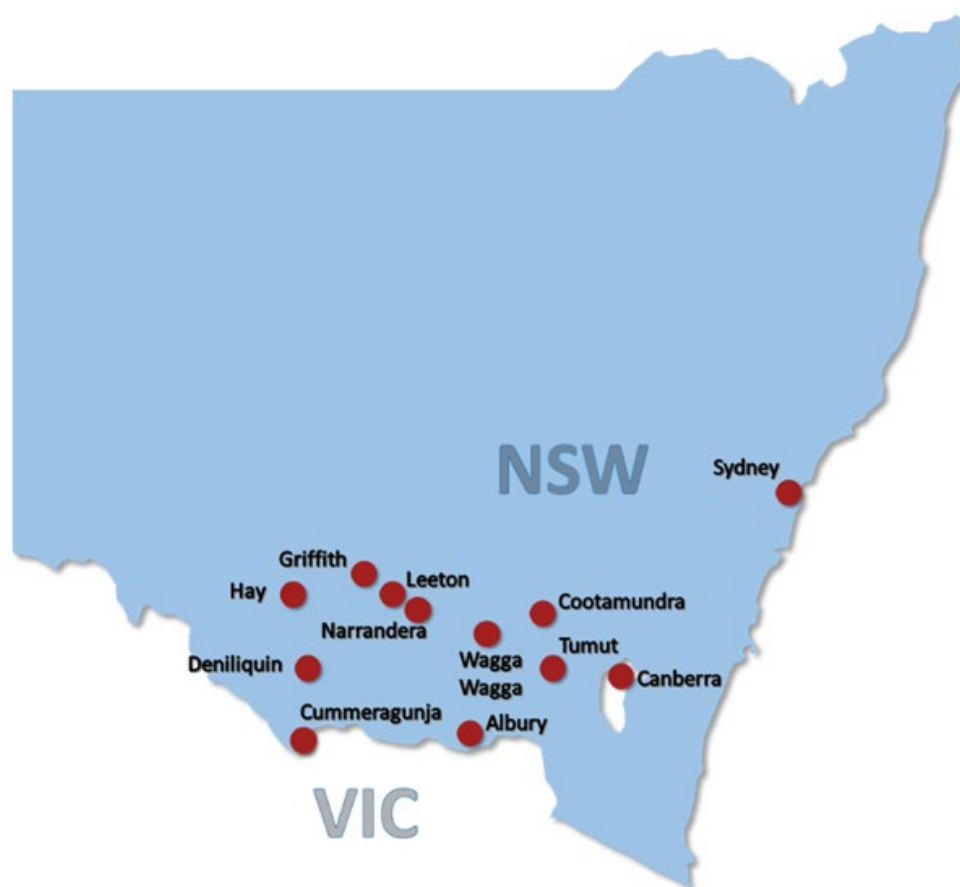 NSW
Sydney
Griffith
Leeton
Hay
Cootamundra
Narrandera
Tumut
Wagga
Wagga
Deniliquin
Canberra
Cummeragunja
Albury
VIC